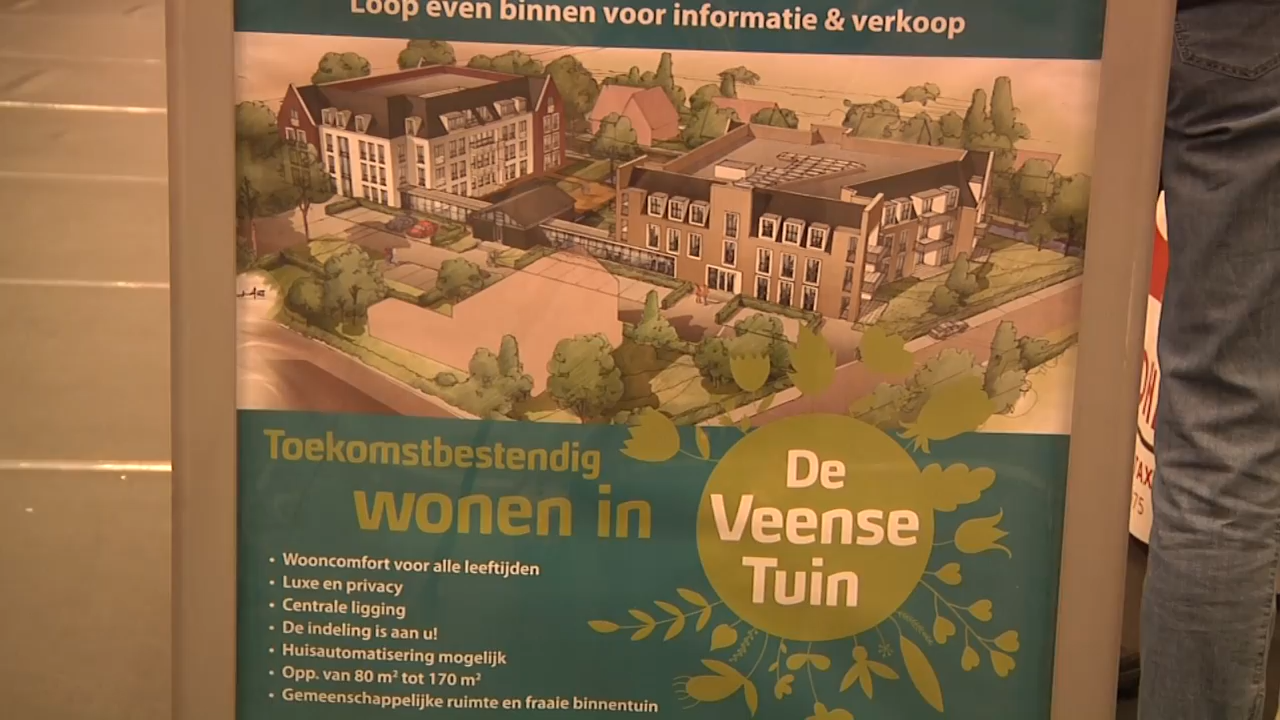 Loop even binnen voor informatie & verkoop
Toekomstbestendig
wonen in
De
Veense
Tuin
• Wooncomfort voor alle leeftijden
• Luxe en privacy
• Centrale ligging
• De indeling is aan u!
• Huisautomatisering mogelijk
• Opp. van 80 m² tot 170 m²
• Gemeenschappelijke ruimte en fraaie binnentuin
75